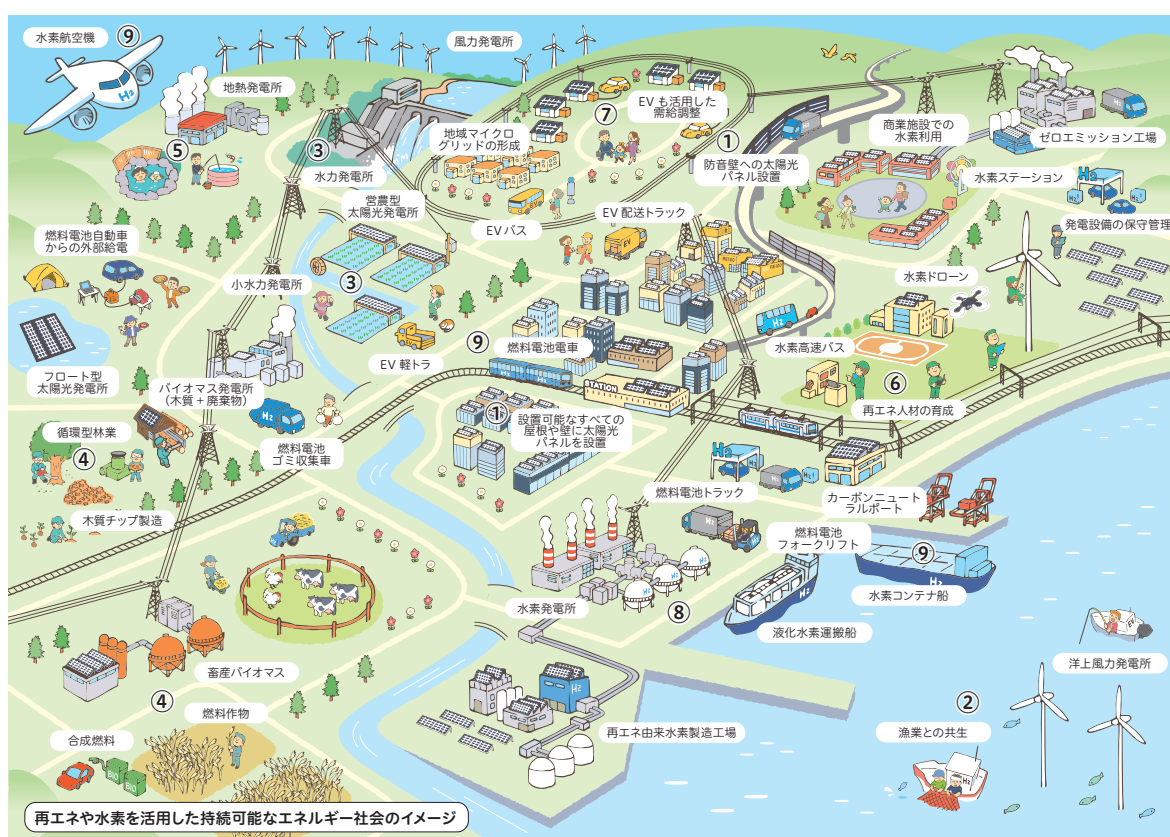 水素航空機
⑨
風力発電所
地熱発電所
⑤
③
水力発電所
地域マイクロ
グリッドの形成
⑦
EV も活用した
需給調整
①
防音壁への太陽光
パネル設置
商業施設での
水素利用
ゼロエミッション工場
水素ステーション
H2
発電設備の保守管理
営農型
太陽光発電所
EV バス
EV 配送トラック
EV
燃料電池自動車
からの外部給電
小水力発電所
③
水素ドローン
フロート型
太陽光発電所
EV 軽トラ
⑨
燃料電池電車
水素高速バス
⑥
再エネ人材の育成
バイオマス発電所
(木質+廃棄物)
STATION
循環型林業
④
H2
燃料電池
ゴミ収集車
①
設置可能なすべての
屋根や壁に太陽光
パネルを設置
木質チップ製造
燃料電池トラック
H2
カーボンニュート
ラルポート
燃料電池
フォークリフト
⑨
H2
水素コンテナ船
水素発電所
H2
⑧
H2
液化水素運搬船
畜産バイオマス
④
洋上風力発電所
燃料作物
H2
再エネ由来水素製造工場
②
漁業との共生
合成燃料
BIO
BIO
再エネや水素を活用した持続可能なエネルギー社会のイメージ